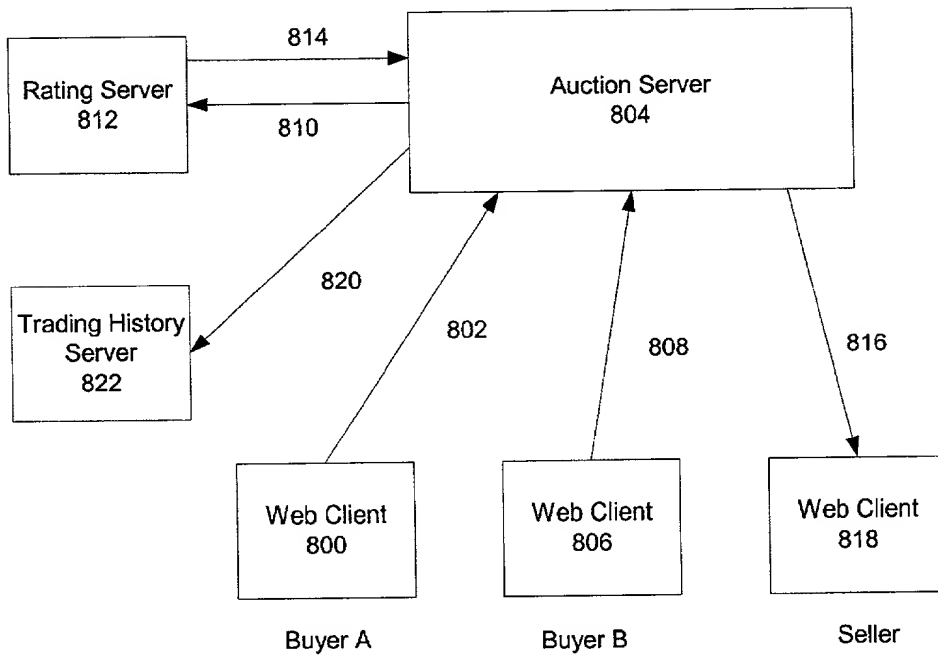 814
Rating Server
812
810
Auction Server
804
820
802
808
816
Trading History
Server
822
Web Client
800
Web Client
806
Web Client
818
Buyer A
Buyer B
Seller